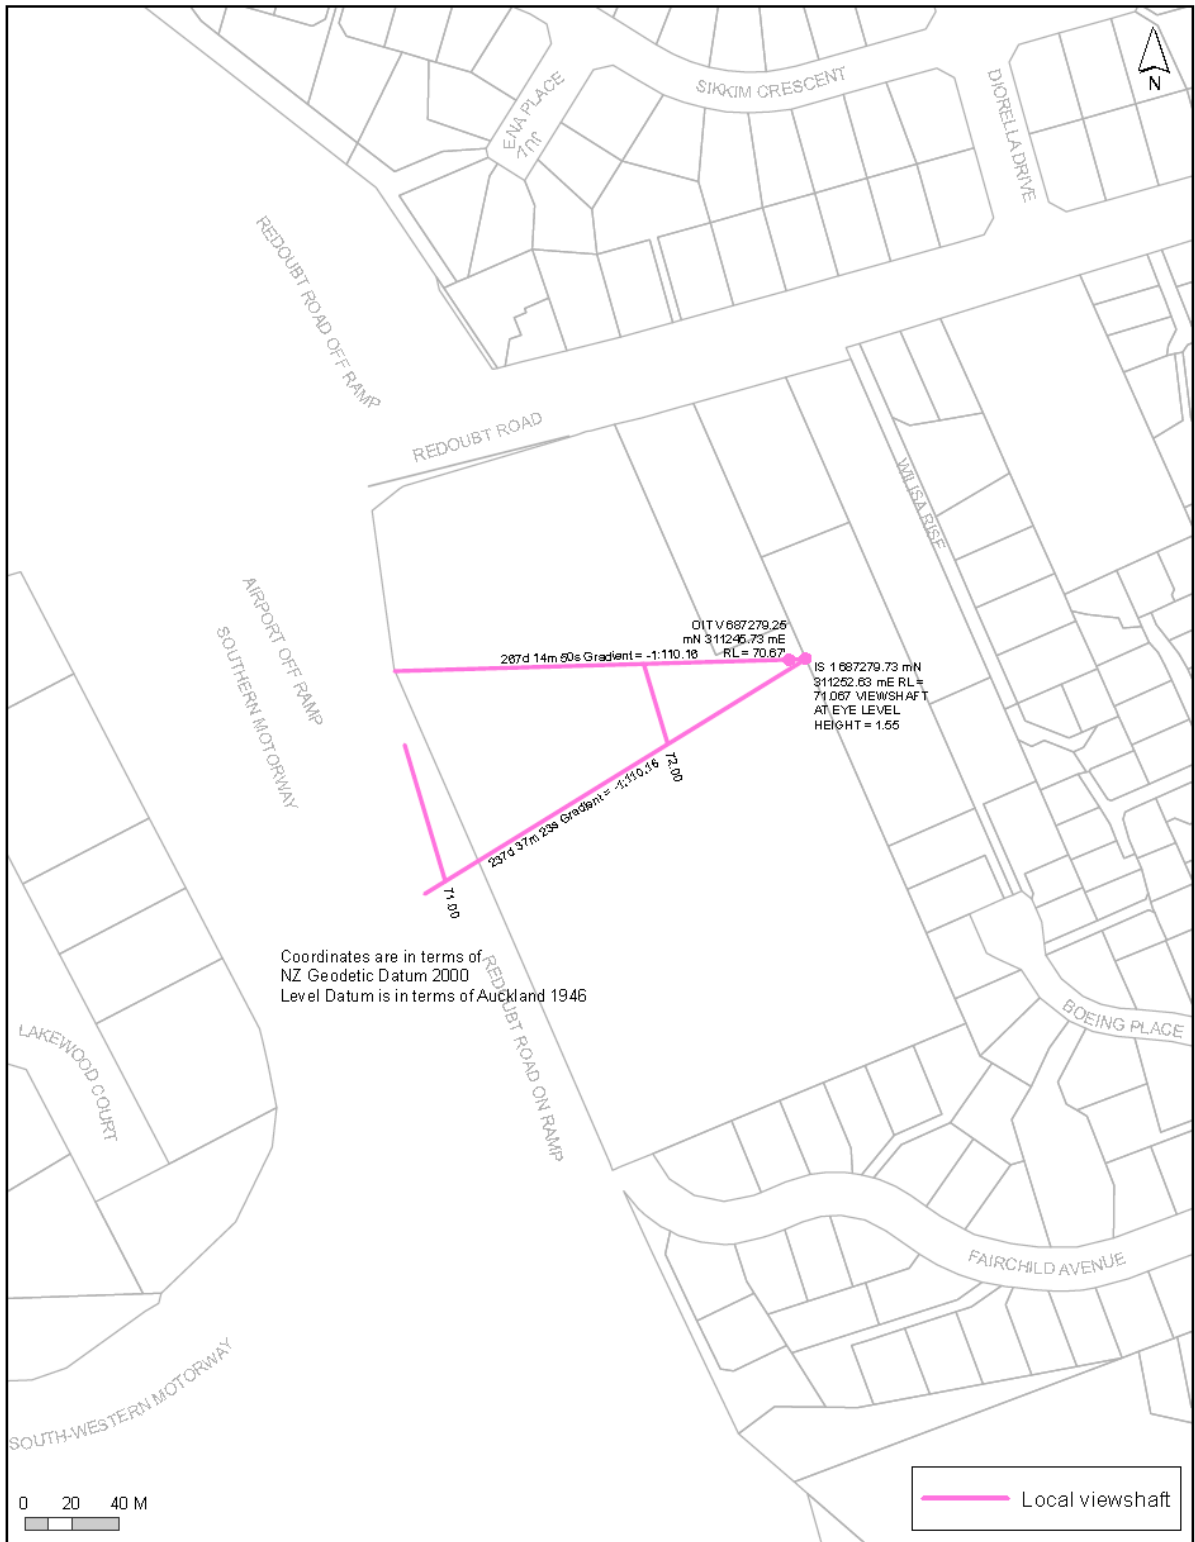 N
SIKKIM CRESCENT
ENA PLACE
DIORELLA DRIVE
REDOUBT ROAD OFF RAMP
REDOUBT ROAD
WILISA RISE
AIRPORT OFF RAMP
SOUTHERN MOTORWAY
OIT V 687279.25
mN 311245.73 mE
RL = 70.67
267d 14m 50s Gradient = -1:110.16
IS 1 687279.73 mN
311252.63 mE RL =
71.067 VIEWSHAFT
AT EYE LEVEL
HEIGHT = 1.55
72.00
237d 37m 23s Gradient = -1:110.16
71.00
Coordinates are in terms of
NZ Geodetic Datum 2000
Level Datum is in terms of Auckland 1946
REDOUBT ROAD ON RAMP
LAKEWOOD COURT
BOEING PLACE
FAIRCHILD AVENUE
SOUTH-WESTERN MOTORWAY
0 20 40 M
Local viewshaft